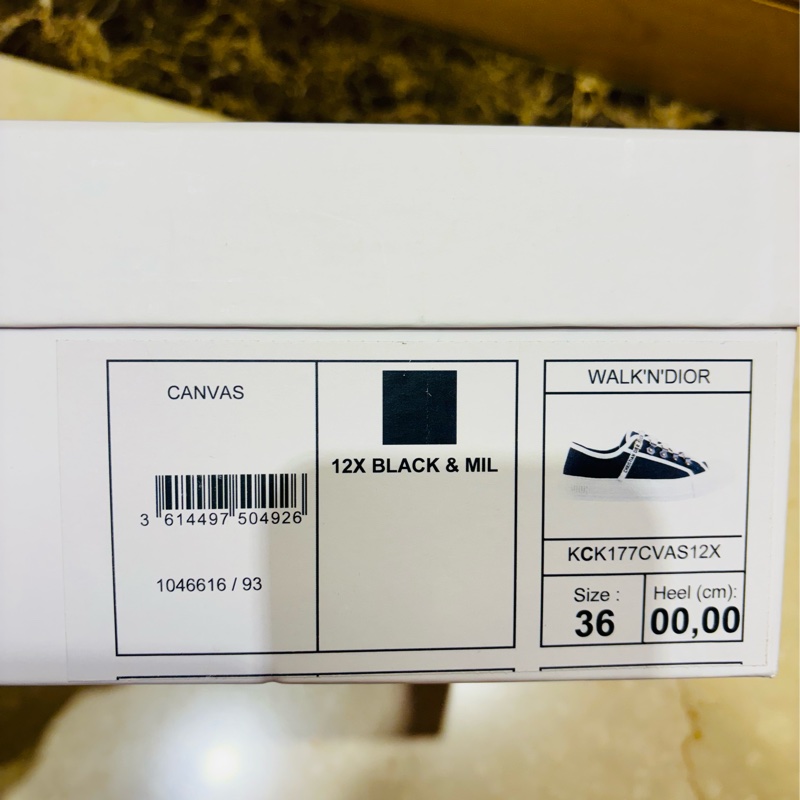 CANVAS
3 614497 504926
1046616 / 93
12X BLACK & MIL
WALK'N'DIOR
KCK177CVAS12X
Size :
36
Heel (cm):
00,00